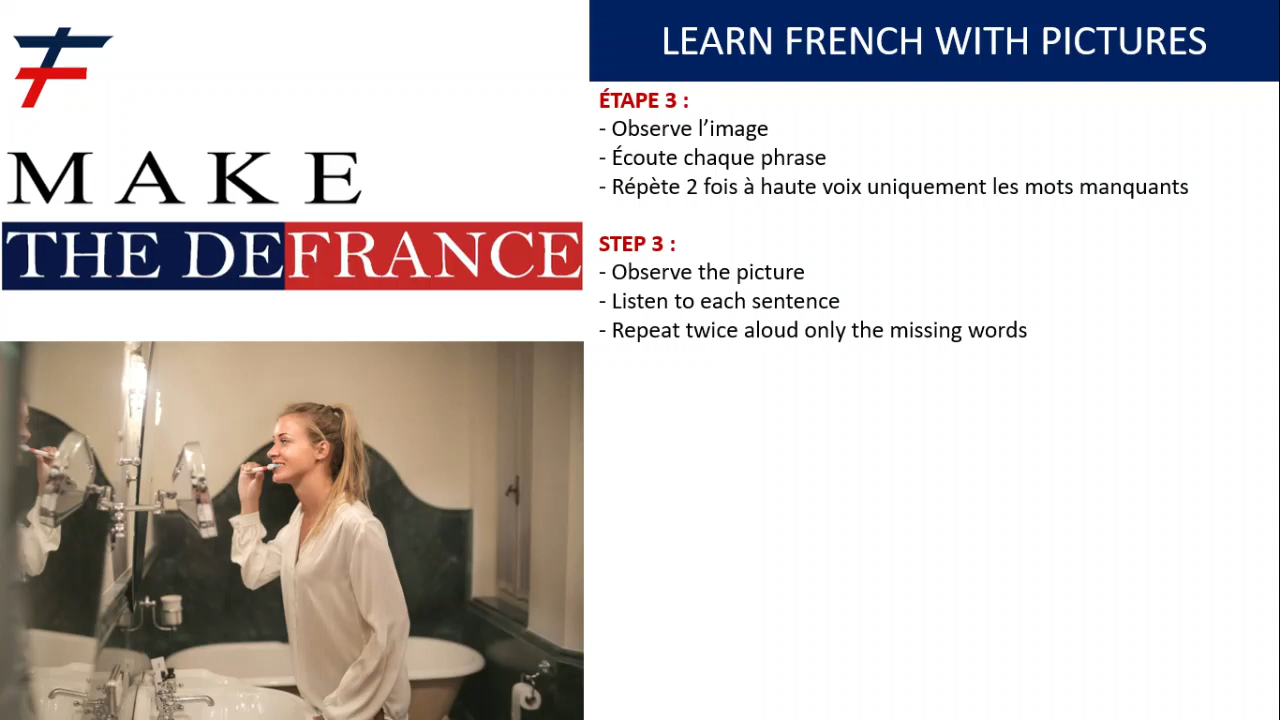 MAKE
THE DEFRANCE
LEARN FRENCH WITH PICTURES
ÉTAPE 3 :
- Observe l’image
- Écoute chaque phrase
- Répète 2 fois à haute voix uniquement les mots manquants
STEP 3 :
- Observe the picture
- Listen to each sentence
- Repeat twice aloud only the missing words